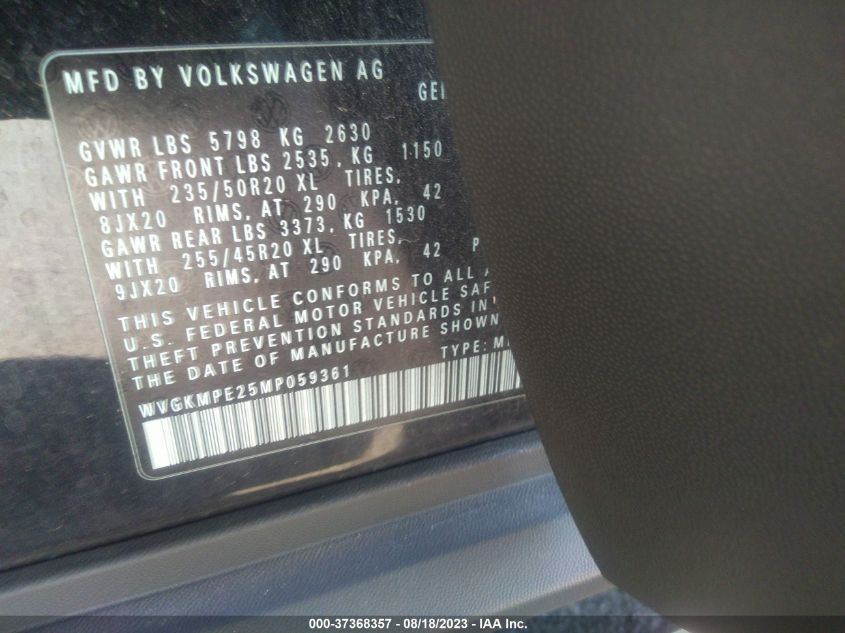 MFD BY VOLKSWAGEN AG
GVWR LBS 5798 KG 2630
GAWR FRONT LBS 2535, KG 1150
WITH 235/50R20 XL TIRES,
8JX20 RIMS, AT 290 KPA, 42
GAWR REAR LBS 3373, KG 1530
WITH 255/45R20 XL TIRES,
9JX20 RIMS, AT 290 KPA, 42 P
THIS VEHICLE CONFORMS TO ALL
U.S. FEDERAL MOTOR VEHICLE
THEFT PREVENTION STANDARDS IN
THE DATE OF MANUFACTURE SHOWN
TYPE:
WVGKMPE25MP059361
000-37368357 - 08/18/2023 - © IAA Inc.